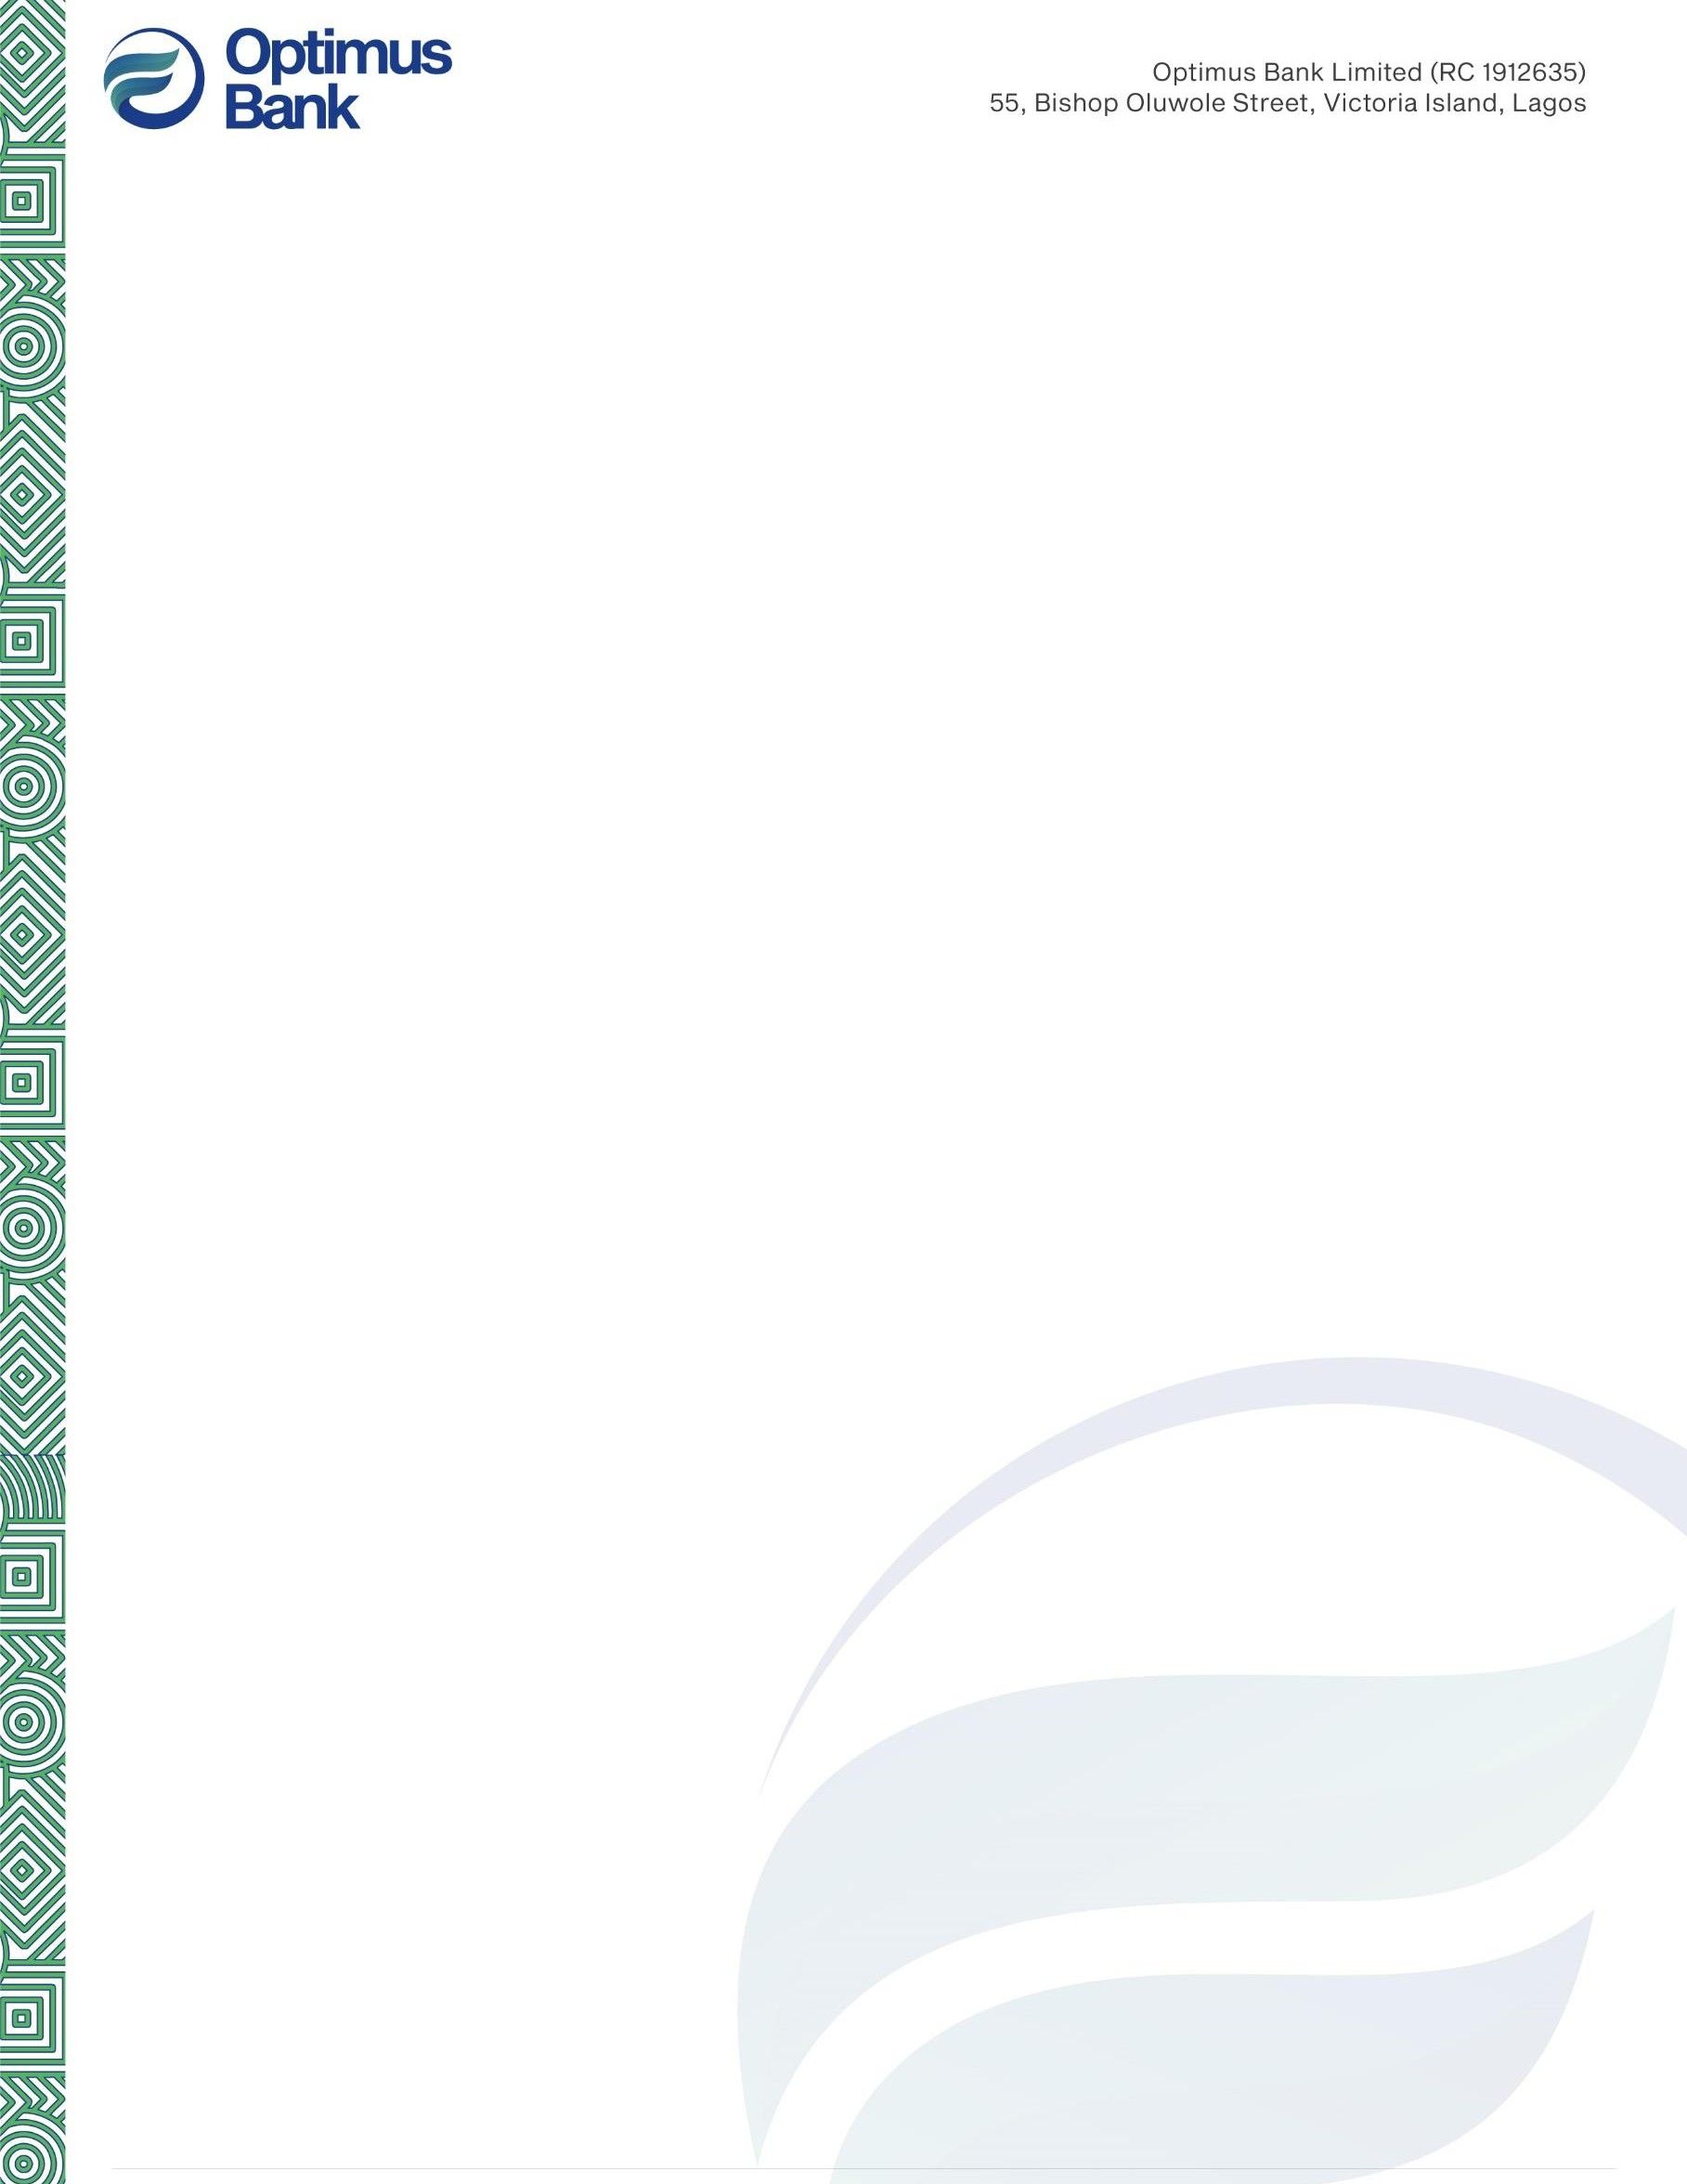 Optimus
Bank
Optimus Bank Limited (RC 1912635)
55, Bishop Oluwole Street, Victoria Island, Lagos